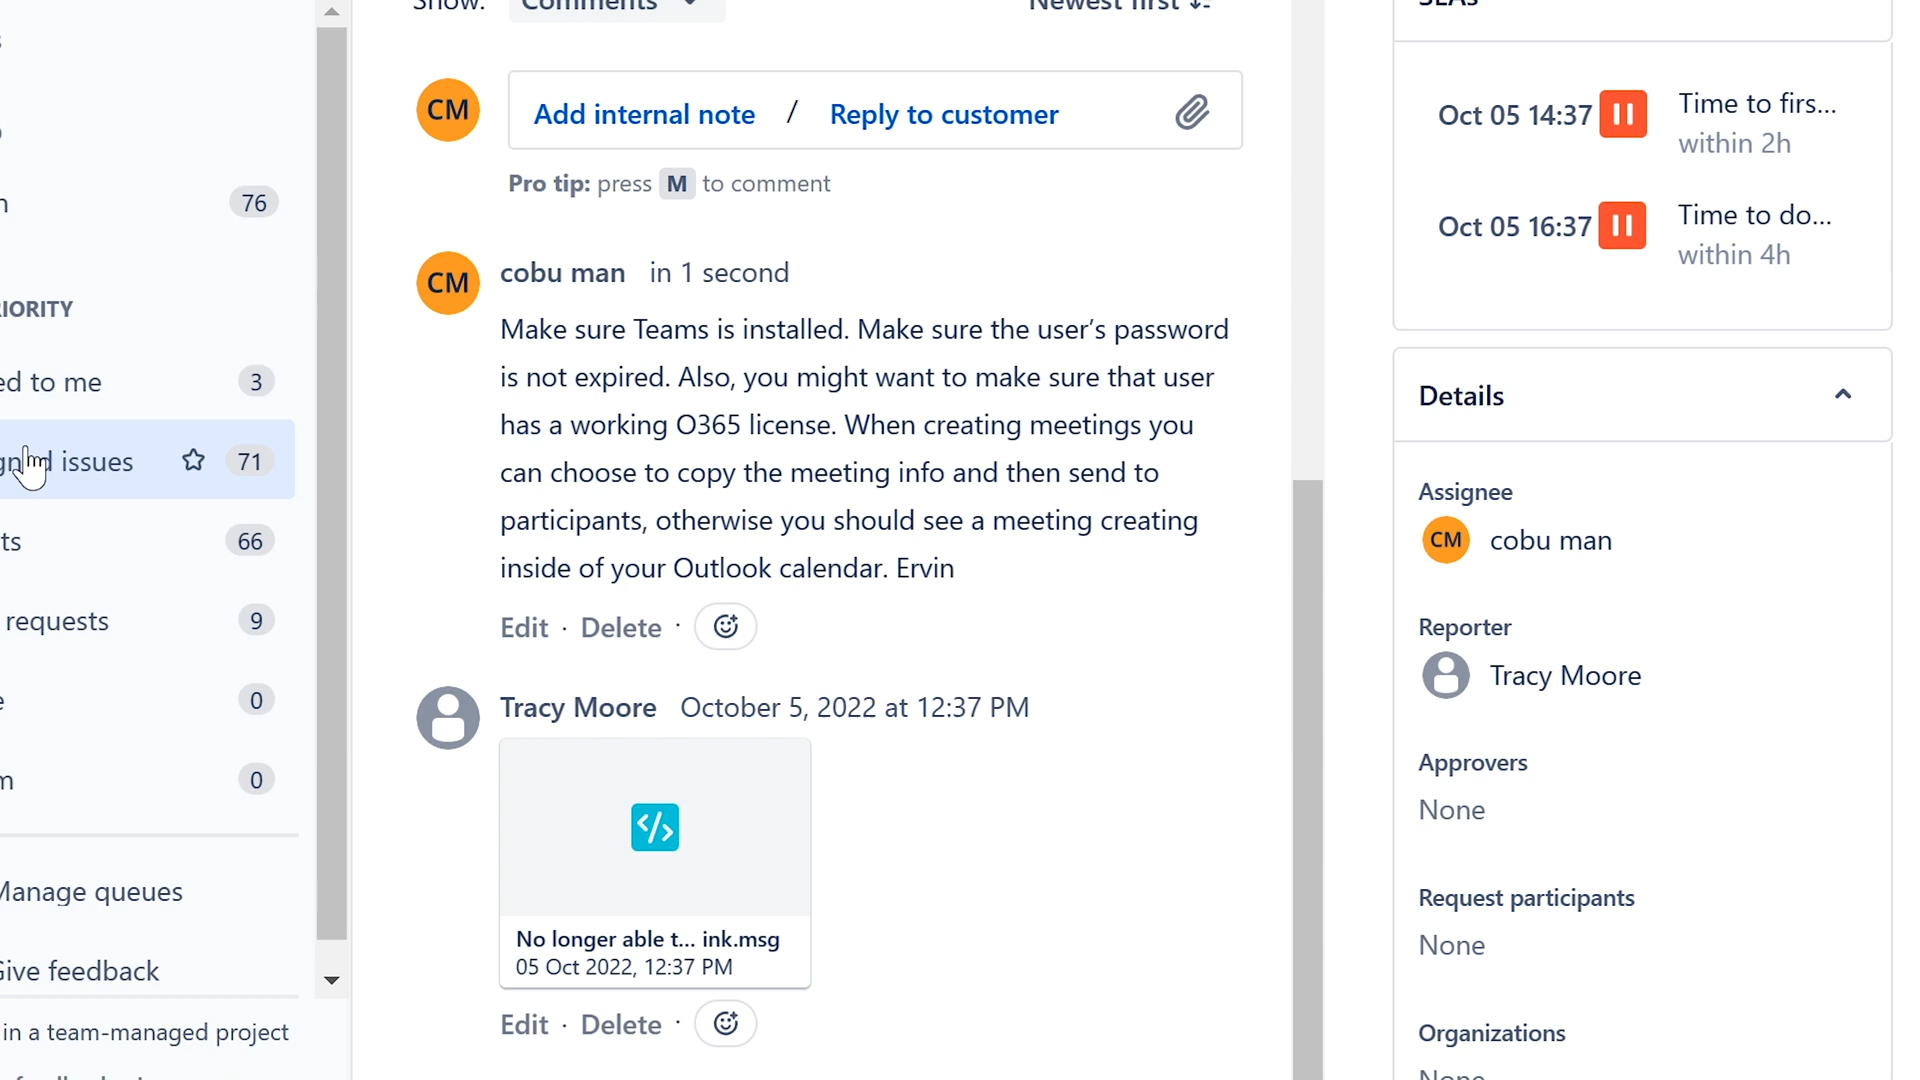 76
IORITY
ed to me 3
issues 71
ts 66
requests 9
0
m 0
Manage queues
Give feedback
in a team-managed project
Show: Comments Newest first
CM Add internal note / Reply to customer
Pro tip: press M to comment
CM cobu man in 1 second
Make sure Teams is installed. Make sure the user's password
is not expired. Also, you might want to make sure that user
has a working O365 license. When creating meetings you
can choose to copy the meeting info and then send to
participants, otherwise you should see a meeting creating
inside of your Outlook calendar. Ervin
Edit · Delete ·
Tracy Moore October 5, 2022 at 12:37 PM
</>
No longer able t... ink.msg
05 Oct 2022, 12:37 PM
Edit · Delete ·
SLAs
Oct 05 14:37 Time to firs...
within 2h
Oct 05 16:37 Time to do...
within 4h
Details
Assignee
CM cobu man
Reporter
Tracy Moore
Approvers
None
Request participants
None
Organizations
None